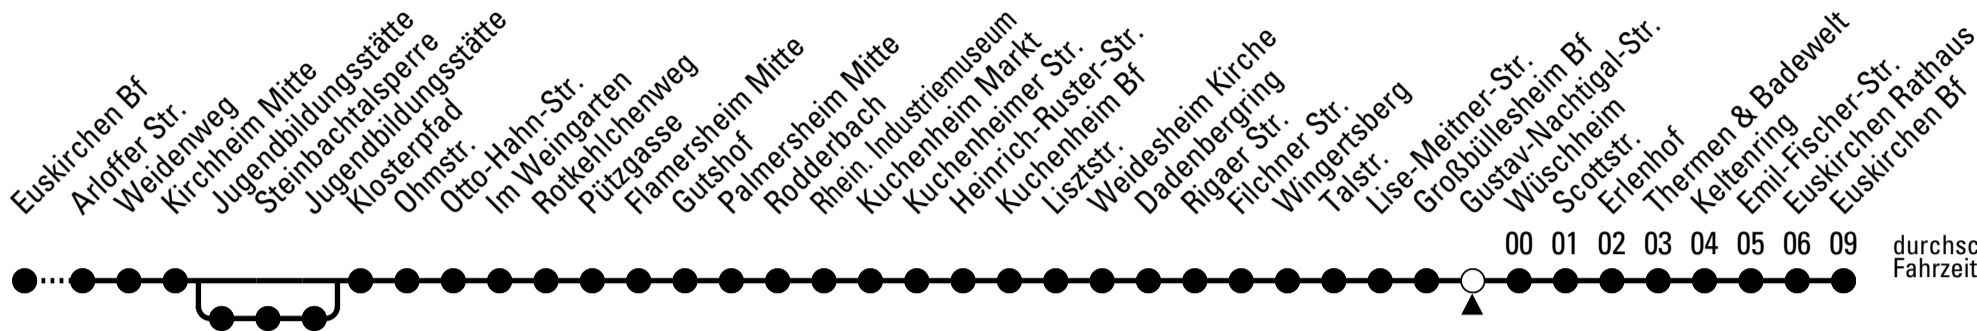 Euskirchen Bf
Arloffer Str.
Weidenweg
Kirchheim Mitte
Jugendbildungsstätte
Steinbachtalsperre
Jugendbildungsstätte
Klosterpfad
Ohmstr.
Otto-Hahn-Str.
Im Weingarten
Rotkehlchenweg
Pützgasse
Flamersheim Mitte
Gutshof
Palmersheim Mitte
Rodderbach
Rhein. Industriemuseum
Kuchenheim Markt
Kuchenheimer Str.
Heinrich-Ruster-Str.
Kuchenheim Bf
Lisztstr.
Weidesheim Kirche
Dadenbergring
Rigaer Str.
Filchner Str.
Wingertsberg
Talstr.
Lise-Meitner-Str.
Großbüllesheim Bf
Gustav-Nachtigal-Str.
Wüschheim
Scottstr.
Erlenhof
Thermen & Badewelt
Keltenring
Emil-Fischer-Str.
Euskirchen Rathaus
Euskirchen Bf
00 01 02 03 04 05 06 09
durchsc
Fahrzeit